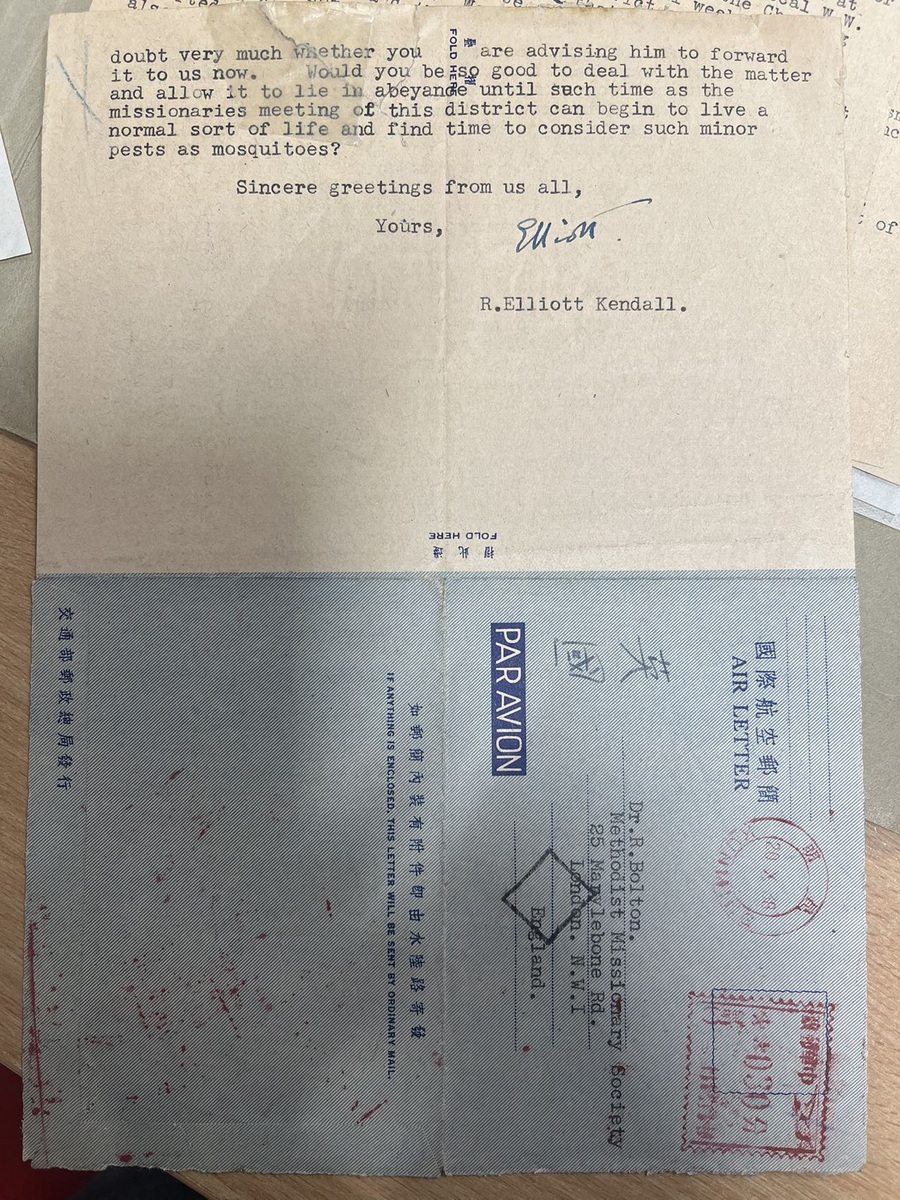 doubt very much whether you are advising him to forward
it to us now. Would you be so good to deal with the matter
and allow it to lie in abeyance until such time as the
missionaries meeting of this district can begin to live a
normal sort of life and find time to consider such minor
pests as mosquitoes?
Sincere greetings from us all,
Yours,
Elliott.
R.Elliott Kendall.
FOLD HERE
FOLD HERE
國際航空郵簡
AIR LETTER
英
國
PAR AVION
Dr.R.Bolton.
Methodist Missionary Society
25 Marylebone Rd.
London. N.W.I
England.
如郵簡內裝有附件即由水陸路寄發
IF ANYTHING IS ENCLOSED, THIS LETTER WILL BE SENT BY ORDINARY MAIL.
交通部郵政總局發行